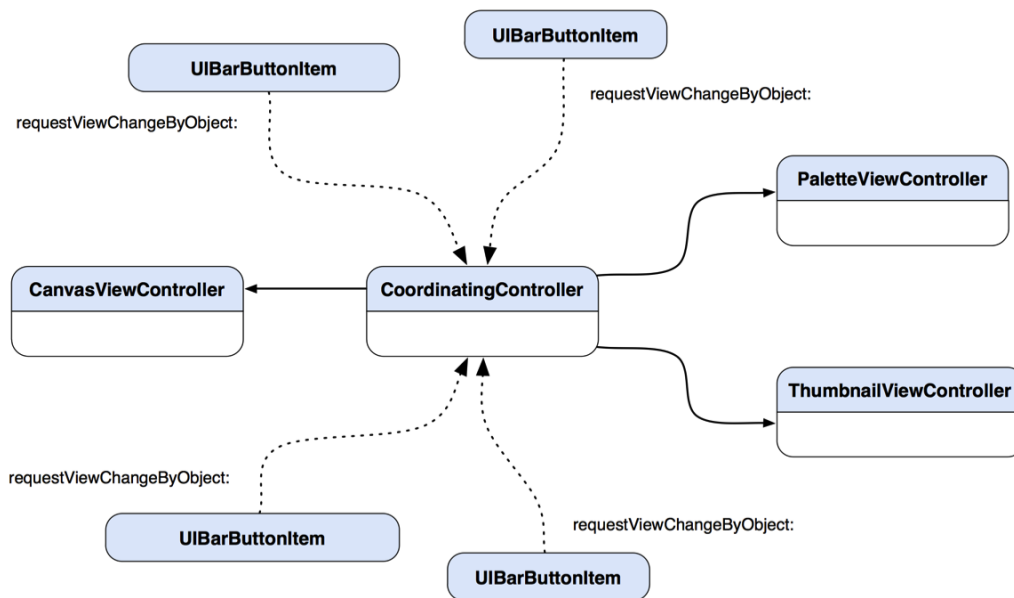 UIBarButtonItem
UIBarButtonItem
requestViewChangeByObject:
requestViewChangeByObject:
PaletteViewController
CanvasViewController
CoordinatingController
ThumbnailViewController
requestViewChangeByObject:
requestViewChangeByObject:
UIBarButtonItem
UIBarButtonItem